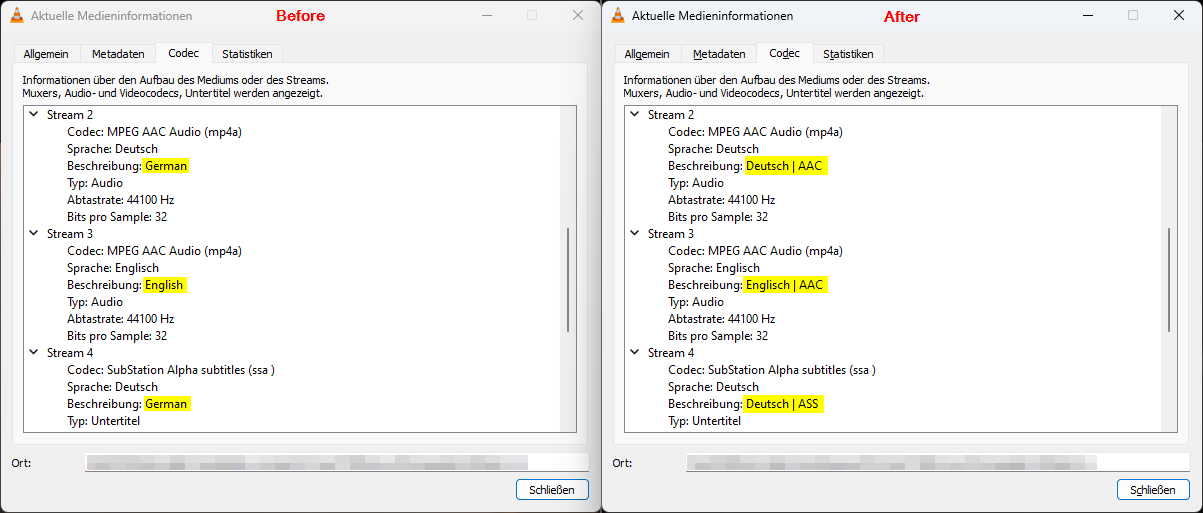 Aktuelle Medieninformationen
Before
Allgemein Metadaten Codec Statistiken
Informationen über den Aufbau des Mediums oder des Streams.
Muxers, Audio- und Videocodecs, Untertitel werden angezeigt.
Stream 2
Codec: MPEG AAC Audio (mp4a)
Sprache: Deutsch
Beschreibung: German
Typ: Audio
Abtastrate: 44100 Hz
Bits pro Sample: 32
Stream 3
Codec: MPEG AAC Audio (mp4a)
Sprache: Englisch
Beschreibung: English
Typ: Audio
Abtastrate: 44100 Hz
Bits pro Sample: 32
Stream 4
Codec: SubStation Alpha subtitles (ssa )
Sprache: Deutsch
Beschreibung: German
Typ: Untertitel
Ort:
Schließen
Aktuelle Medieninformationen
After
Allgemein Metadaten Codec Statistiken
Informationen über den Aufbau des Mediums oder des Streams.
Muxers, Audio- und Videocodecs, Untertitel werden angezeigt.
Stream 2
Codec: MPEG AAC Audio (mp4a)
Sprache: Deutsch
Beschreibung: Deutsch | AAC
Typ: Audio
Abtastrate: 44100 Hz
Bits pro Sample: 32
Stream 3
Codec: MPEG AAC Audio (mp4a)
Sprache: Englisch
Beschreibung: Englisch | AAC
Typ: Audio
Abtastrate: 44100 Hz
Bits pro Sample: 32
Stream 4
Codec: SubStation Alpha subtitles (ssa )
Sprache: Deutsch
Beschreibung: Deutsch | ASS
Typ: Untertitel
Ort:
Schließen